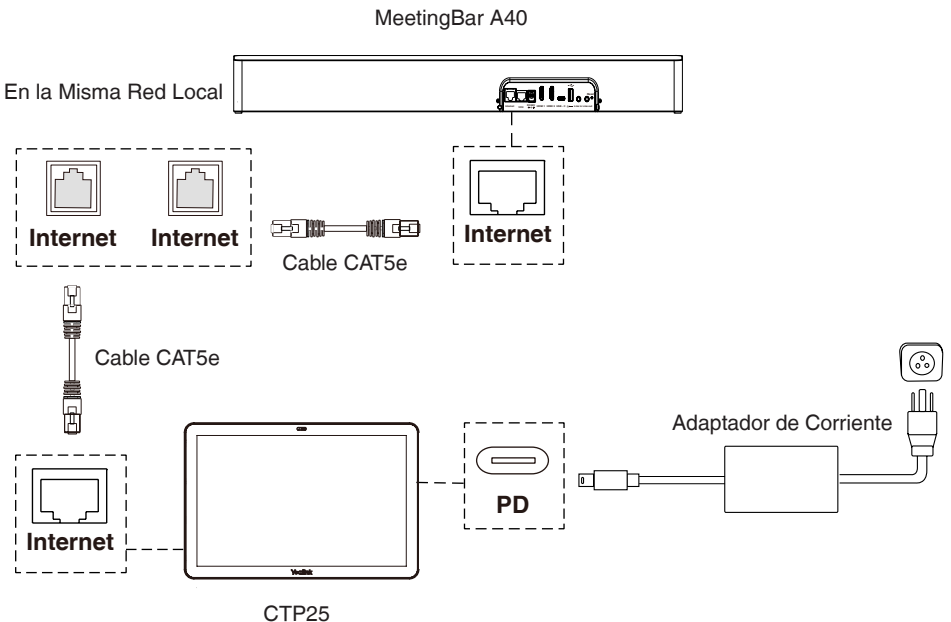 MeetingBar A40
En la Misma Red Local
Internet
Internet
Internet
Cable CAT5e
Cable CAT5e
Adaptador de Corriente
PD
Internet
Yealink
CTP25